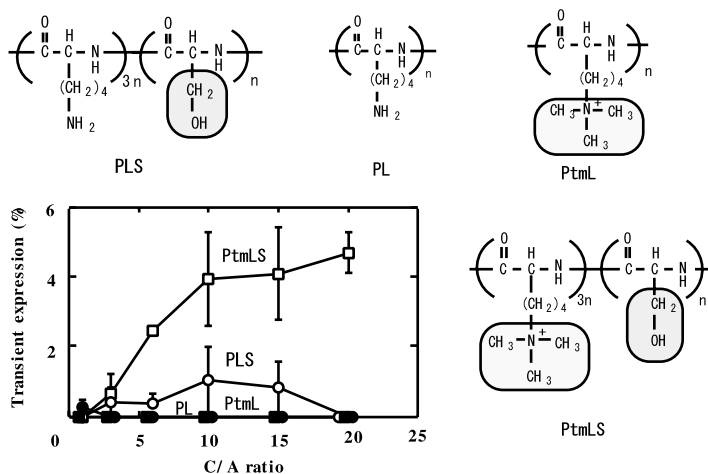 O
C
H
C
N
H
(CH2)4
NH2
3n
O
C
H
C
N
H
CH2
OH
n
PLS
O
C
H
C
N
H
(CH2)4
NH2
n
PL
O
C
H
C
N
H
(CH2)4
CH3 N+ CH3
CH3
n
PtmL
O
C
H
C
N
H
(CH2)4
CH3 N+ CH3
CH3
3n
O
C
H
C
N
H
CH2
OH
n
PtmLS
Transient expression (%
6
4
2
PtmLS
PLS
PL
PtmL
0 5 10 15 20 25
C/A ratio